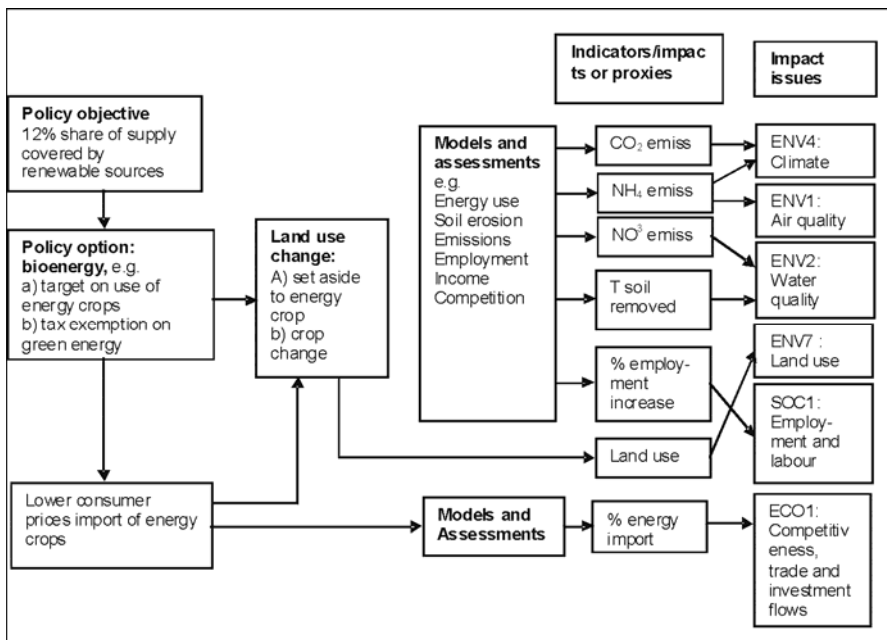 Indicators/impac
ts or proxies
Impact
issues
Policy objective
12% share of supply
covered by
renewable sources
Policy option:
bioenergy, e.g.
a) target on use of
energy crops
b) tax exemption on
green energy
Lower consumer
prices import of energy
crops
Land use
change:
A) set aside
to energy
crop
b) crop
change
Models and
assessments
e.g.
Energy use
Soil erosion
Emissions
Employment
Income
Competition
Models and
Assessments
CO₂ emiss
NH₄ emiss
NO³ emiss
T soil
removed
% employ-
ment
increase
Land use
% energy
import
ENV4:
Climate
ENV1:
Air quality
ENV2:
Water
quality
ENV7 :
Land use
SOC1:
Employ-
ment and
labour
ECO1:
Competitiv
eness,
trade and
investment
flows